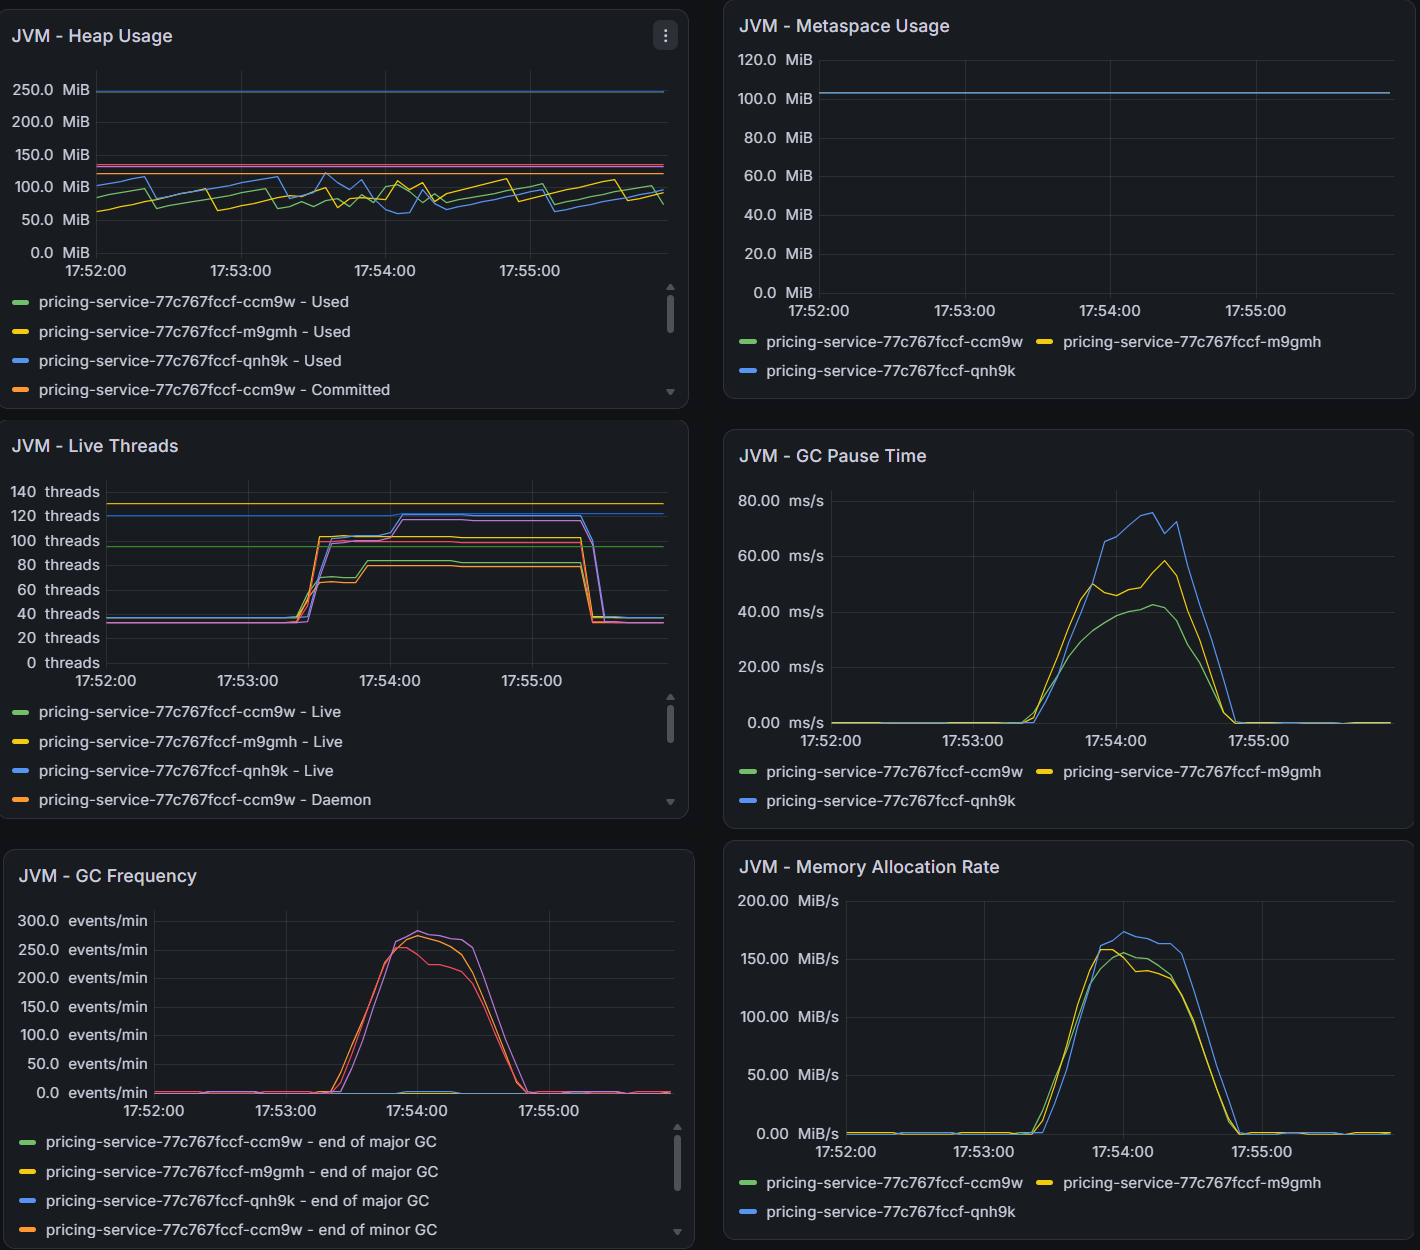 JVM - Heap Usage
250.0 MiB
200.0 MiB
150.0 MiB
100.0 MiB
50.0 MiB
0.0 MiB
17:52:00 17:53:00 17:54:00 17:55:00
pricing-service-77c767fccf-ccm9w - Used
pricing-service-77c767fccf-m9gmh - Used
pricing-service-77c767fccf-qnh9k - Used
pricing-service-77c767fccf-ccm9w - Committed
JVM - Metaspace Usage
120.0 MiB
100.0 MiB
80.0 MiB
60.0 MiB
40.0 MiB
20.0 MiB
0.0 MiB
17:52:00 17:53:00 17:54:00 17:55:00
pricing-service-77c767fccf-ccm9w pricing-service-77c767fccf-m9gmh
pricing-service-77c767fccf-qnh9k
JVM - Live Threads
140 threads
120 threads
100 threads
80 threads
60 threads
40 threads
20 threads
0 threads
17:52:00 17:53:00 17:54:00 17:55:00
pricing-service-77c767fccf-ccm9w - Live
pricing-service-77c767fccf-m9gmh - Live
pricing-service-77c767fccf-qnh9k - Live
pricing-service-77c767fccf-ccm9w - Daemon
JVM - GC Pause Time
80.00 ms/s
60.00 ms/s
40.00 ms/s
20.00 ms/s
0.00 ms/s
17:52:00 17:53:00 17:54:00 17:55:00
pricing-service-77c767fccf-ccm9w pricing-service-77c767fccf-m9gmh
pricing-service-77c767fccf-qnh9k
JVM - GC Frequency
300.0 events/min
250.0 events/min
200.0 events/min
150.0 events/min
100.0 events/min
50.0 events/min
0.0 events/min
17:52:00 17:53:00 17:54:00 17:55:00
pricing-service-77c767fccf-ccm9w - end of major GC
pricing-service-77c767fccf-m9gmh - end of major GC
pricing-service-77c767fccf-qnh9k - end of major GC
pricing-service-77c767fccf-ccm9w - end of minor GC
JVM - Memory Allocation Rate
200.00 MiB/s
150.00 MiB/s
100.00 MiB/s
50.00 MiB/s
0.00 MiB/s
17:52:00 17:53:00 17:54:00 17:55:00
pricing-service-77c767fccf-ccm9w pricing-service-77c767fccf-m9gmh
pricing-service-77c767fccf-qnh9k